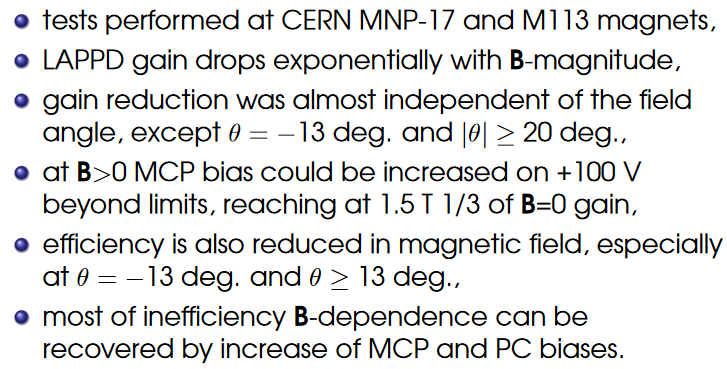 • tests performed at CERN MNP-17 and M113 magnets,
• LAPPD gain drops exponentially with B-magnitude,
• gain reduction was almost independent of the field
angle, except θ = −13 deg. and |θ| ≥ 20 deg.,
• at B>0 MCP bias could be increased on +100 V
beyond limits, reaching at 1.5 T 1/3 of B=0 gain,
• efficiency is also reduced in magnetic field, especially
at θ = −13 deg. and θ ≥ 13 deg.,
• most of inefficiency B-dependence can be
recovered by increase of MCP and PC biases.